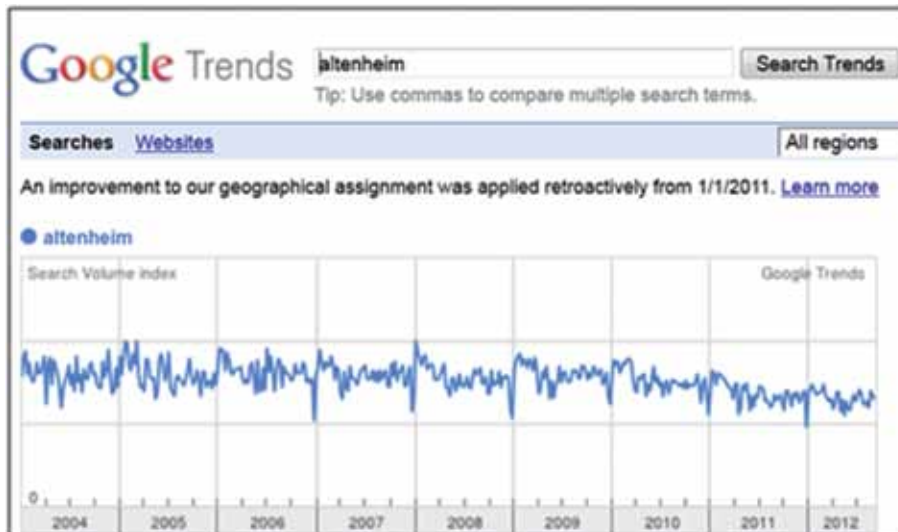 Google Trends altenheim Search Trends
Tip: Use commas to compare multiple search terms.
Searches Websites All regions
An improvement to our geographical assignment was applied retroactively from 1/1/2011. Learn more
altenheim
Search Volume index Google Trends
0
2004 2005 2006 2007 2008 2009 2010 2011 2012